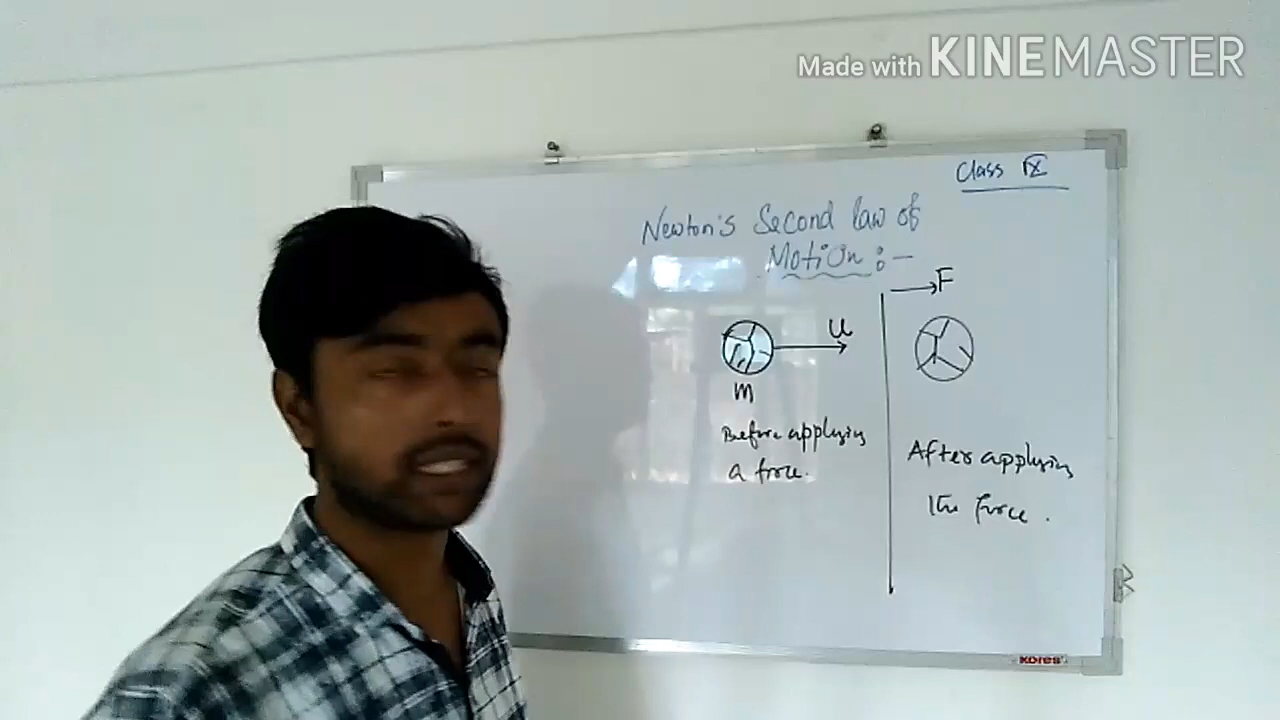 Made with KINEMASTER
Class IX
Newton's Second law of
Motion :-
F
u
m
Before applying
a force.
After applying
the force.
KORES